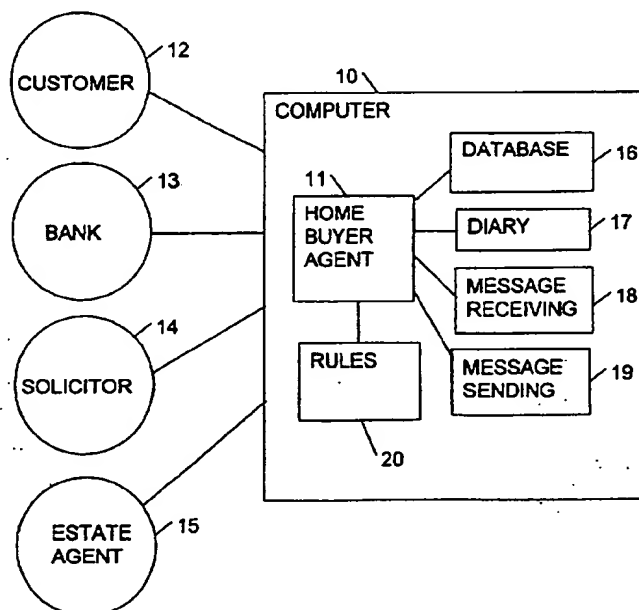 12
CUSTOMER
13
BANK
14
SOLICITOR
ESTATE
AGENT
15
10
COMPUTER
11
HOME
BUYER
AGENT
DATABASE
16
DIARY
17
MESSAGE
RECEIVING
18
MESSAGE
SENDING
19
RULES
20